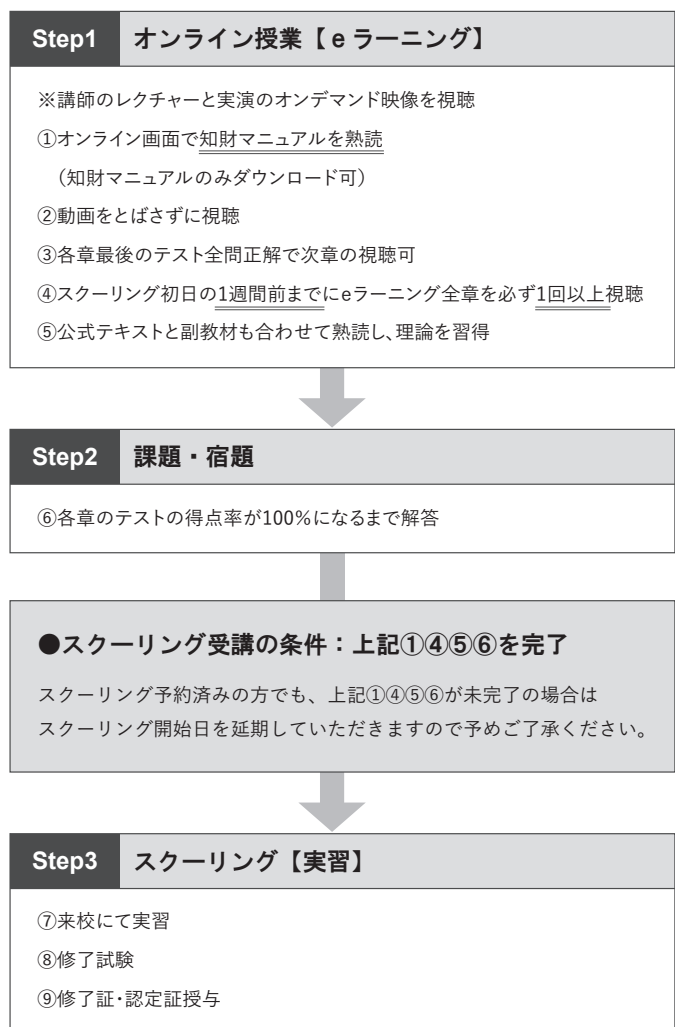 Step1 オンライン授業【eラーニング】
※講師のレクチャーと実演のオンデマンド映像を視聴
①オンライン画面で知財マニュアルを熟読
（知財マニュアルのみダウンロード可）
②動画をとばさずに視聴
③各章最後のテスト全問正解で次章の視聴可
④スクーリング初日の1週間前までにeラーニング全章を必ず1回以上視聴
⑤公式テキストと副教材も合わせて熟読し、理論を習得
Step2 課題・宿題
⑥各章のテストの得点率が100%になるまで解答
●スクーリング受講の条件：上記①④⑤⑥を完了
スクーリング予約済みの方でも、上記①④⑤⑥が未完了の場合は
スクーリング開始日を延期していただきますので予めご了承ください。
Step3 スクーリング【実習】
⑦来校にて実習
⑧修了試験
⑨修了証・認定証授与